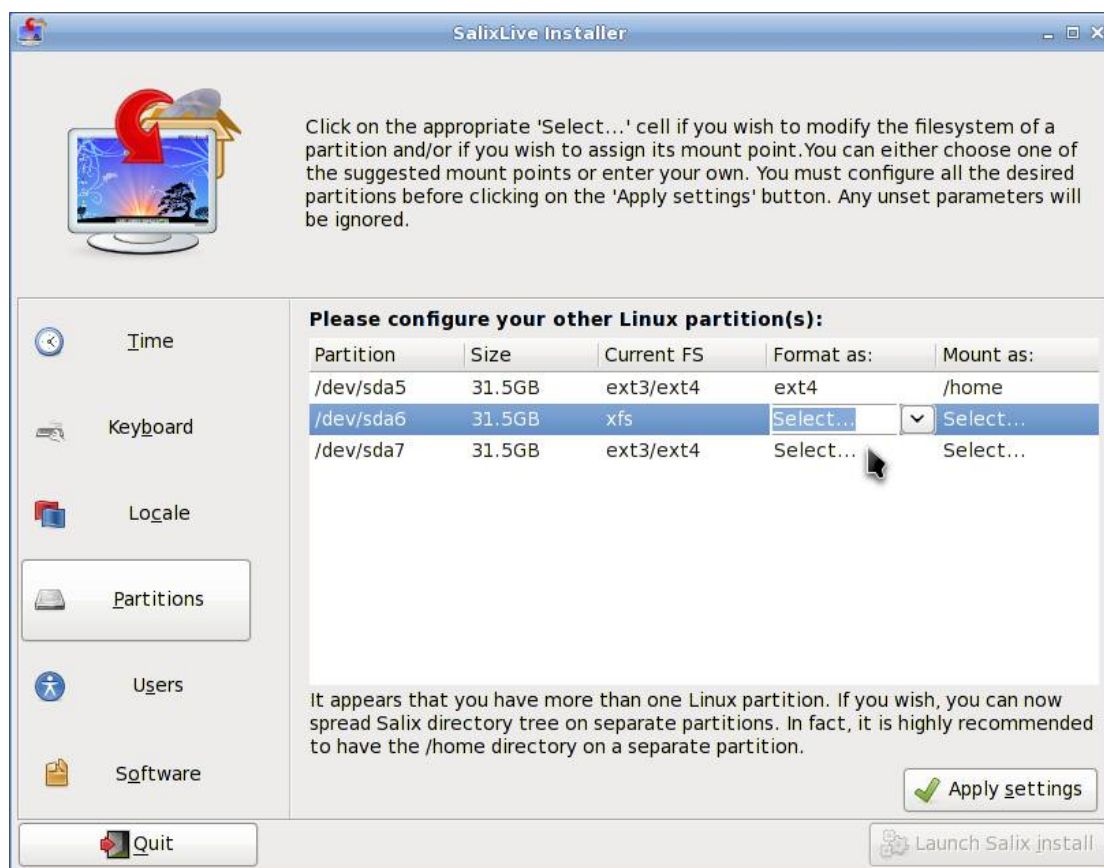 SalixLive Installer
Click on the appropriate 'Select...' cell if you wish to modify the filesystem of a
partition and/or if you wish to assign its mount point.You can either choose one of
the suggested mount points or enter your own. You must configure all the desired
partitions before clicking on the 'Apply settings' button. Any unset parameters will
be ignored.
Time
Keyboard
Locale
Partitions
Users
Software
Please configure your other Linux partition(s):
Partition Size Current FS Format as: Mount as:
/dev/sda5 31.5GB ext3/ext4 ext4 /home
/dev/sda6 31.5GB xfs Select... Select...
/dev/sda7 31.5GB ext3/ext4 Select... Select...
It appears that you have more than one Linux partition. If you wish, you can now
spread Salix directory tree on separate partitions. In fact, it is highly recommended
to have the /home directory on a separate partition.
Apply settings
Quit
Launch Salix install